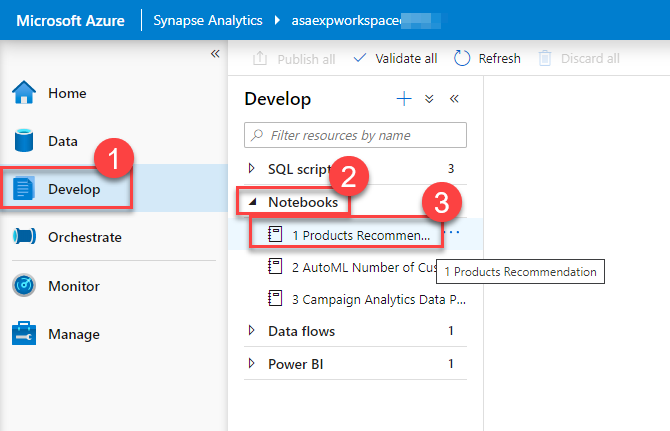 Microsoft Azure Synapse Analytics asaexpworkspace
Publish all Validate all Refresh Discard all
Home
Data
Develop
Orchestrate
Monitor
Manage
1
Develop
Filter resources by name
SQL script 3
2
Notebooks
3
1 Products Recommen... ...
2 AutoML Number of Cus
1 Products Recommendation
3 Campaign Analytics Data P...
Data flows 1
Power BI 1